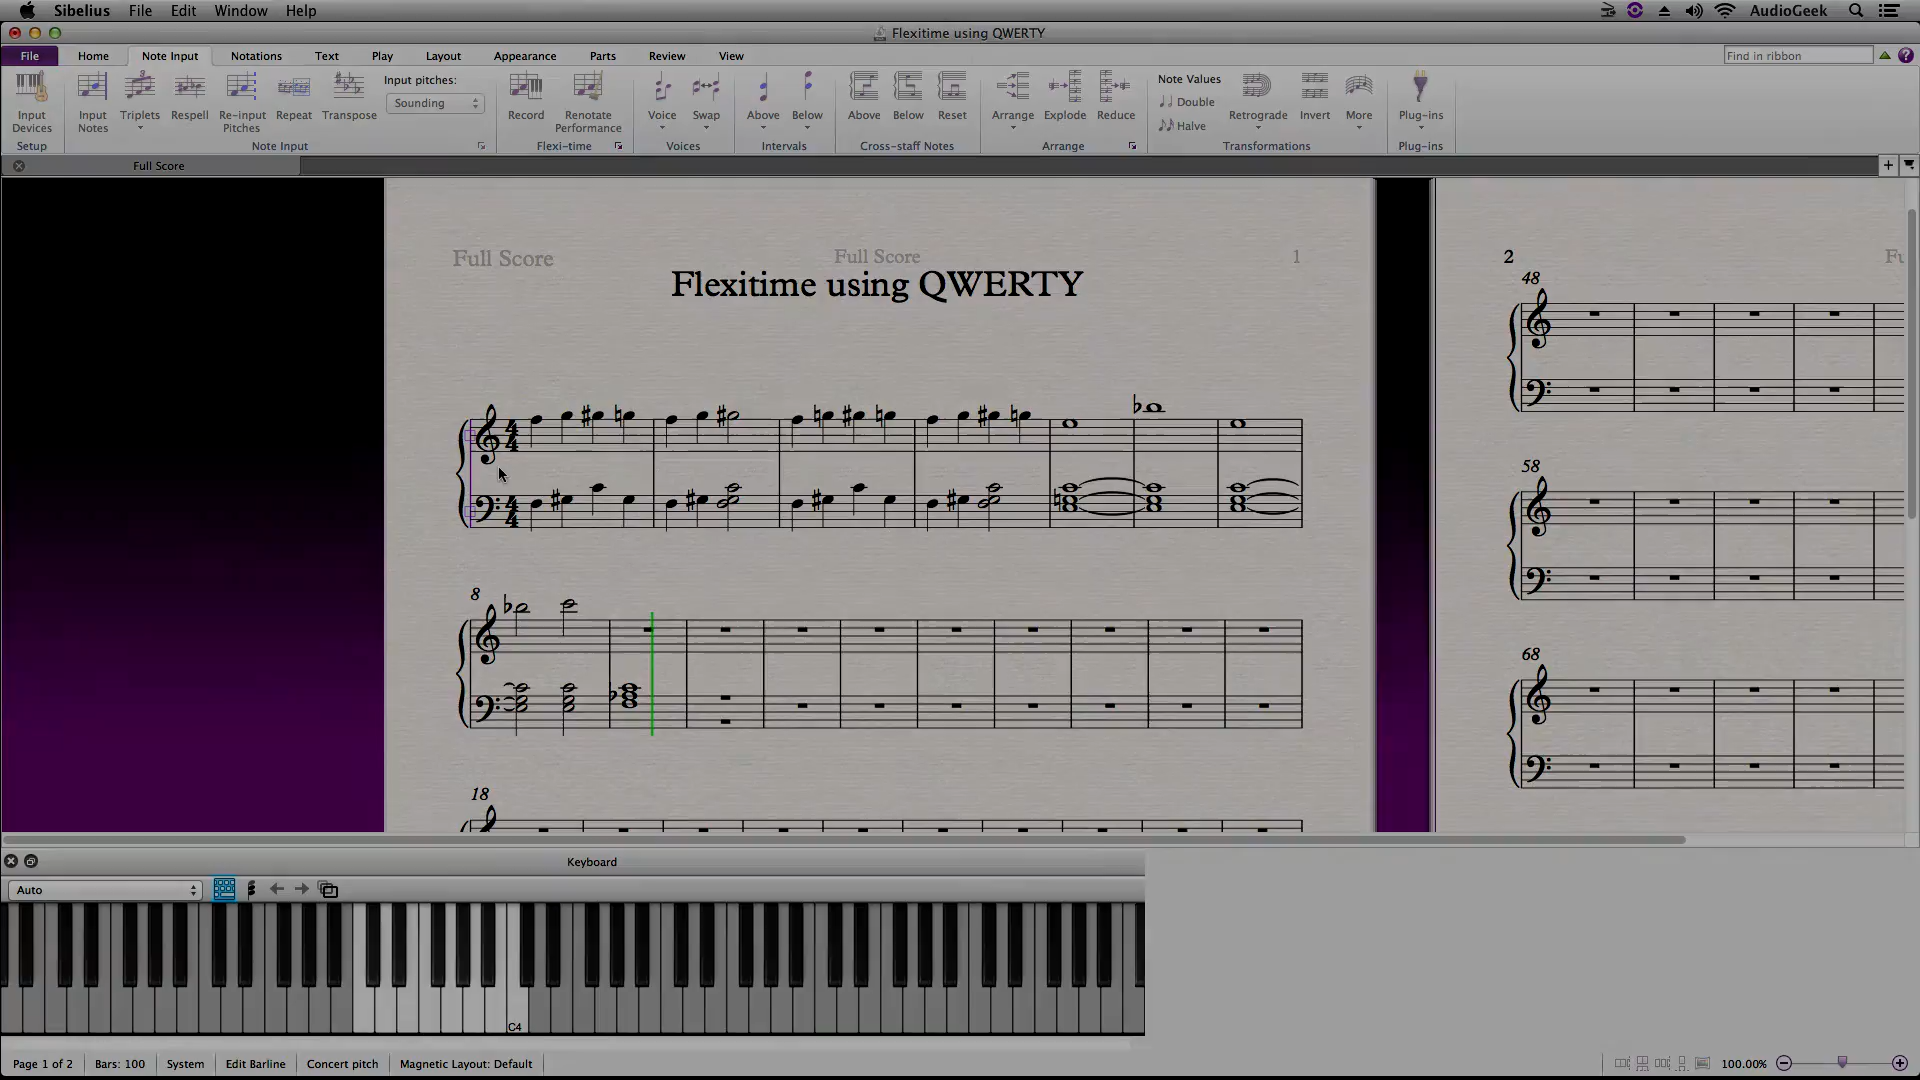 Sibelius File Edit Window Help AudioGeek
Flexitime using QWERTY
File Home Note Input Notations Text Play Layout Appearance Parts Review View Find in ribbon
Input Devices
Input Notes
Triplets
Respell
Re-input Pitches
Repeat
Transpose
Input pitches:
Sounding
Record
Renotate Performance
Voice
Swap
Above
Below
Above
Below
Reset
Arrange
Explode
Reduce
Note Values
Double
Halve
Retrograde
Invert
More
Plug-ins
Setup Note Input Flexi-time Voices Intervals Cross-staff Notes Arrange Transformations Plug-ins
Full Score
Full Score Full Score 1
Flexitime using QWERTY
8
18
2
48
58
68
Keyboard
Auto
C4
Page 1 of 2 Bars: 100 System Edit Barline Concert pitch Magnetic Layout: Default 100.00%